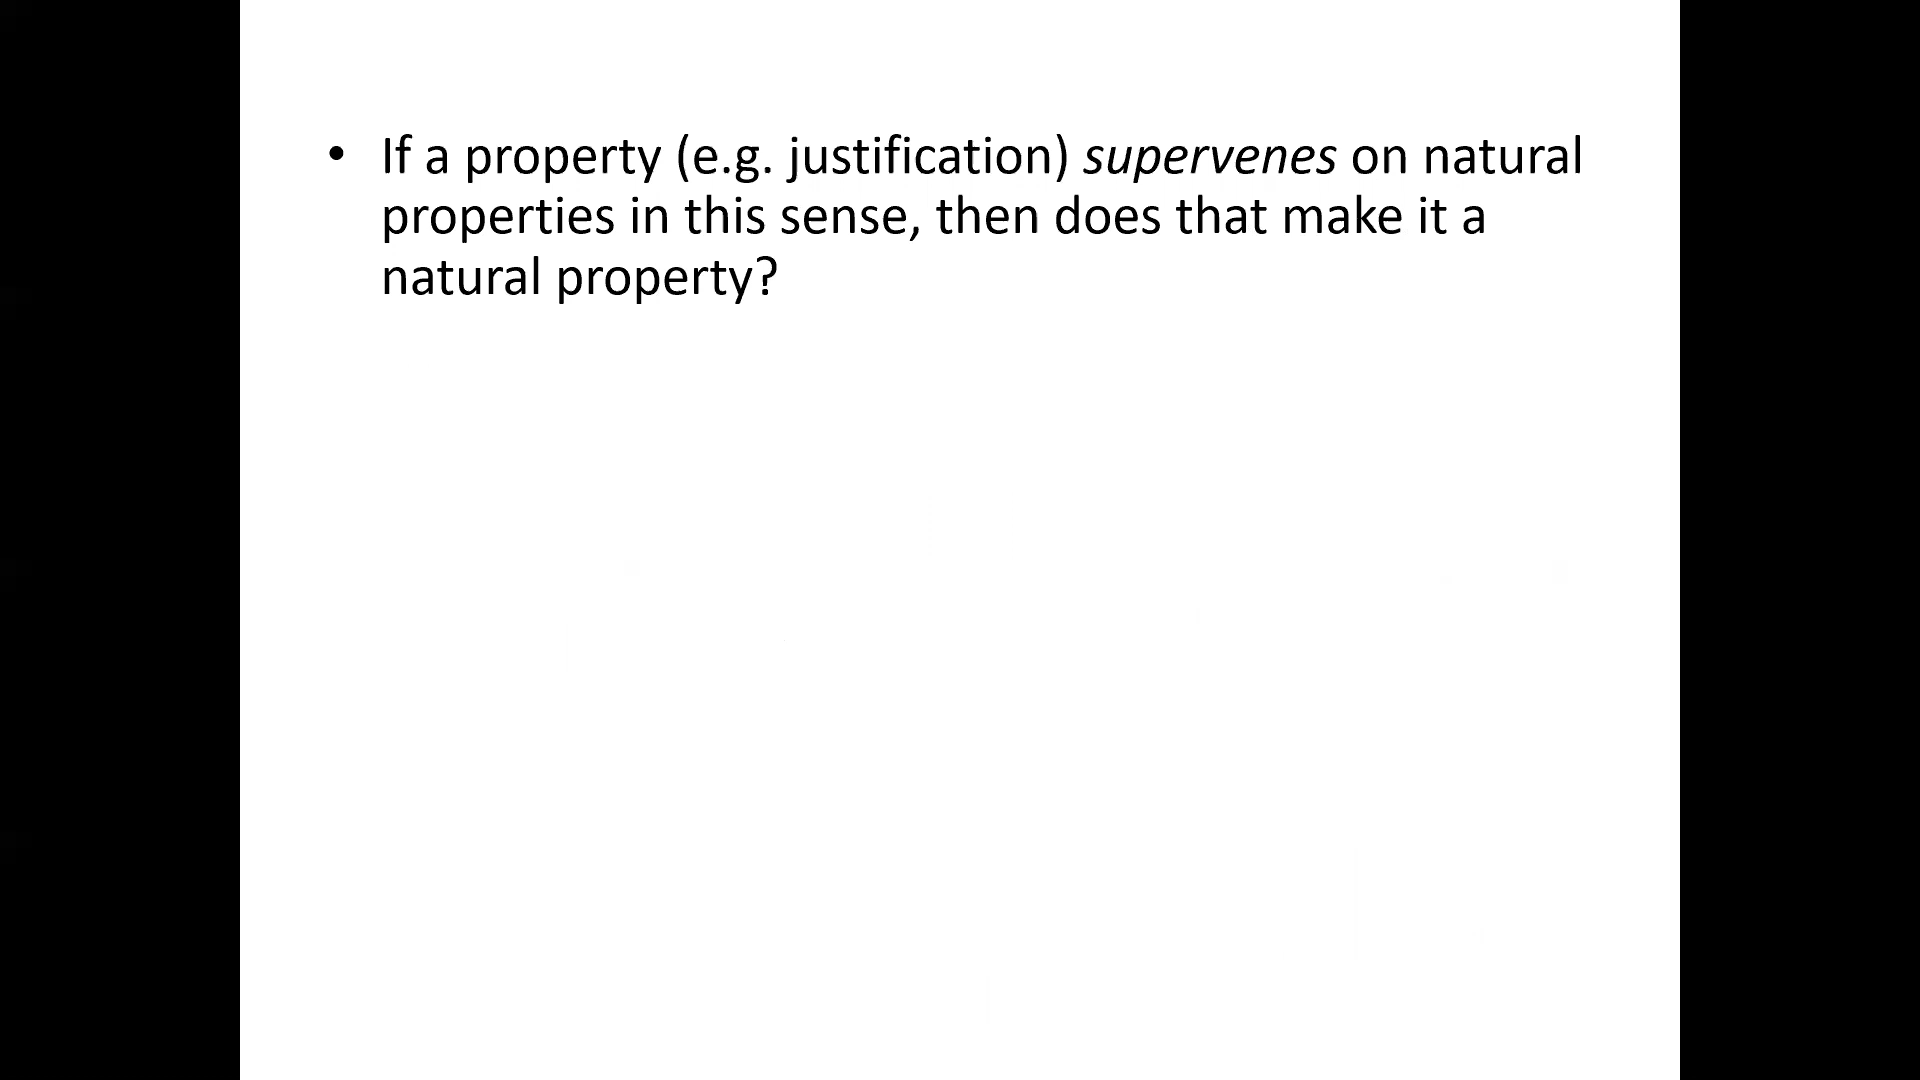 • If a property (e.g. justification) supervenes on natural
properties in this sense, then does that make it a
natural property?